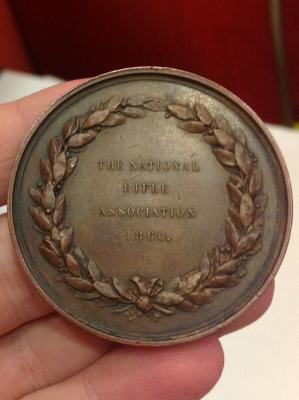 THE NATIONAL
RIFLE
ASSOCIATION
1860.